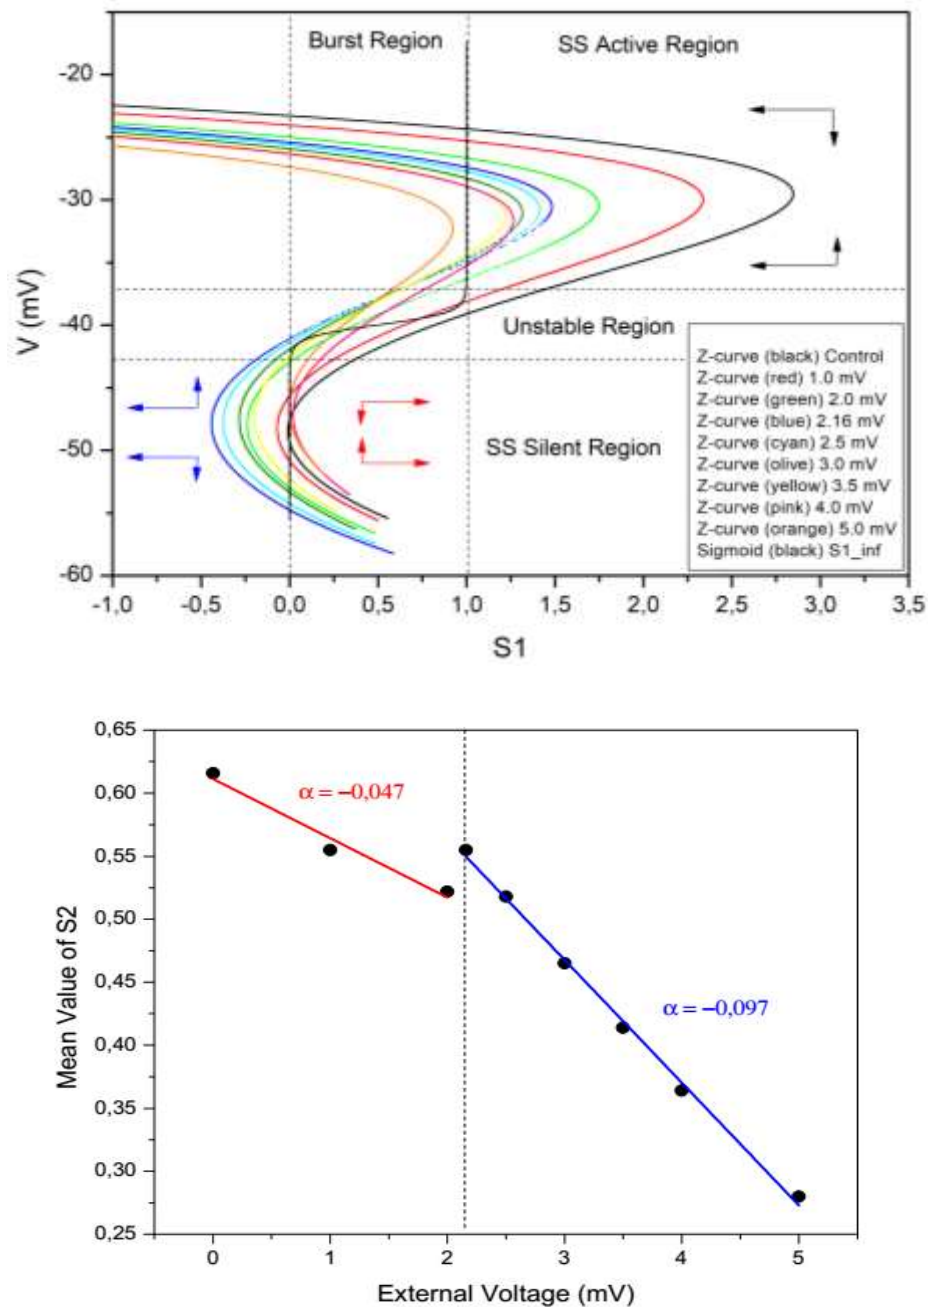 Burst Region
SS Active Region
-20
-30
-40
-50
-60
V (mV)
Unstable Region
SS Silent Region
Z-curve (black) Control
Z-curve (red) 1.0 mV
Z-curve (green) 2.0 mV
Z-curve (blue) 2.16 mV
Z-curve (cyan) 2.5 mV
Z-curve (olive) 3.0 mV
Z-curve (yellow) 3.5 mV
Z-curve (pink) 4.0 mV
Z-curve (orange) 5.0 mV
Sigmoid (black) S1_inf
-1,0 -0,5 0,0 0,5 1,0 1,5 2,0 2,5 3,0 3,5
S1
0,65
0,60
0,55
0,50
0,45
0,40
0,35
0,30
0,25
Mean Value of S2
α = −0,047
α = −0,097
0 1 2 3 4 5
External Voltage (mV)